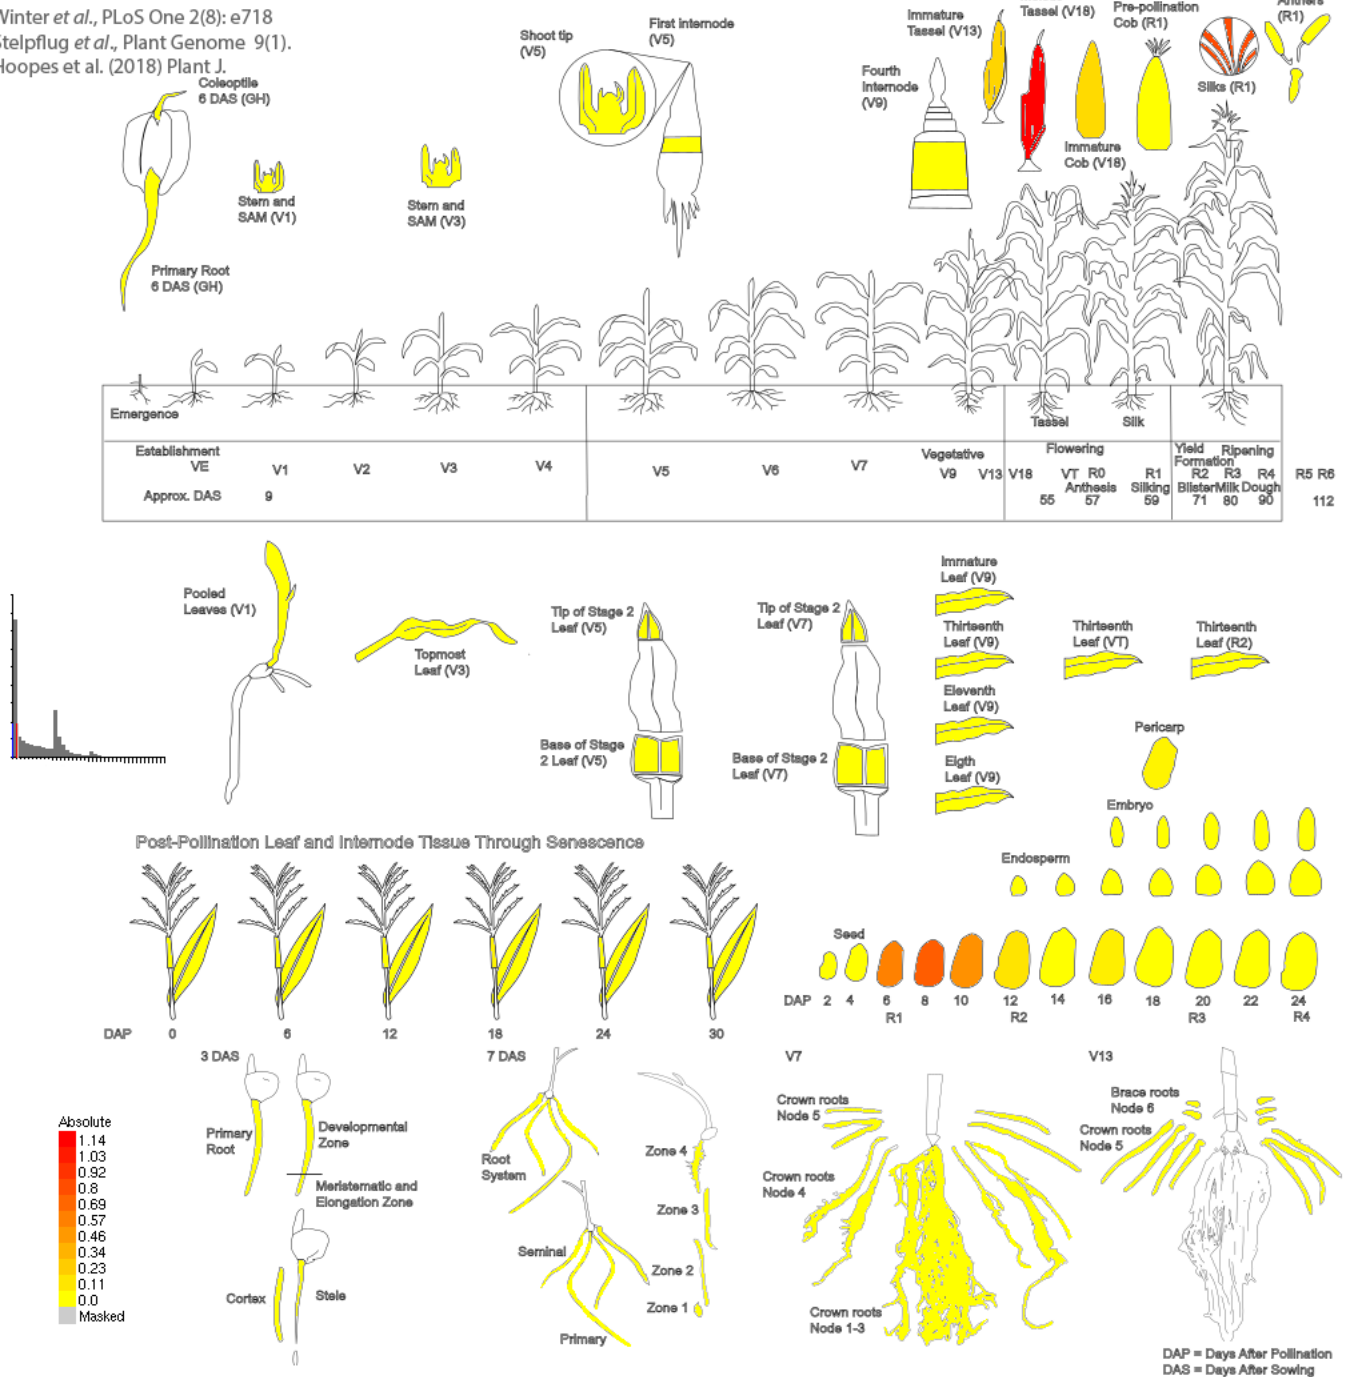 Winter et al., PLoS One 2(8): e718
Stelpflug et al., Plant Genome 9(1).
Hoopes et al. (2018) Plant J.
Coleoptile
6 DAS (GH)
Primary Root
6 DAS (GH)
Stem and
SAM (V1)
Stem and
SAM (V3)
Shoot tip
(V5)
First internode
(V5)
Fourth
Internode
(V9)
Immature
Tassel (V13)
Tassel (V18)
Immature
Cob (V18)
Pre-pollination
Cob (R1)
Silks (R1)
Anthers
(R1)
Emergence
Tassel
Silk
Establishment
Vegetative
Flowering
Yield
Formation
Ripening
VE V1 V2 V3 V4 V5 V6 V7 V9 V13 V18 VT R0 R1 R2 R3 R4 R5 R6
Anthesis Silking Blister Milk Dough
Approx. DAS 9 55 57 59 71 80 90 112
Pooled
Leaves (V1)
Topmost
Leaf (V3)
Tip of Stage 2
Leaf (V5)
Base of Stage
2 Leaf (V5)
Tip of Stage 2
Leaf (V7)
Base of Stage 2
Leaf (V7)
Immature
Leaf (V9)
Thirteenth
Leaf (V9)
Eleventh
Leaf (V9)
Eigth
Leaf (V9)
Thirteenth
Leaf (VT)
Thirteenth
Leaf (R2)
Pericarp
Embryo
Endosperm
Seed
DAP 2 4 6 8 10 12 14 16 18 20 22 24
R1 R2 R3 R4
Post-Pollination Leaf and Internode Tissue Through Senescence
DAP 0 6 12 18 24 30
3 DAS
Primary
Root
Developmental
Zone
Meristematic and
Elongation Zone
Cortex
Stele
7 DAS
Root
System
Seminal
Primary
Zone 4
Zone 3
Zone 2
Zone 1
V7
Crown roots
Node 5
Crown roots
Node 4
Crown roots
Node 1-3
V13
Brace roots
Node 6
Crown roots
Node 5
Absolute
1.14
1.03
0.92
0.8
0.69
0.57
0.46
0.34
0.23
0.11
0.0
Masked
DAP = Days After Pollination
DAS = Days After Sowing